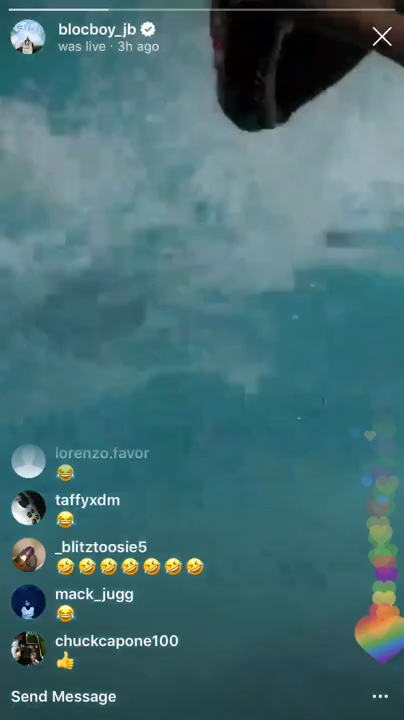 blocboy_jb
was live · 3h ago
lorenzo.favor
😂
taffyxdm
😂
_blitztoosie5
🤣🤣🤣🤣🤣🤣🤣
mack_jugg
😂
chuckcapone100
👍
Send Message